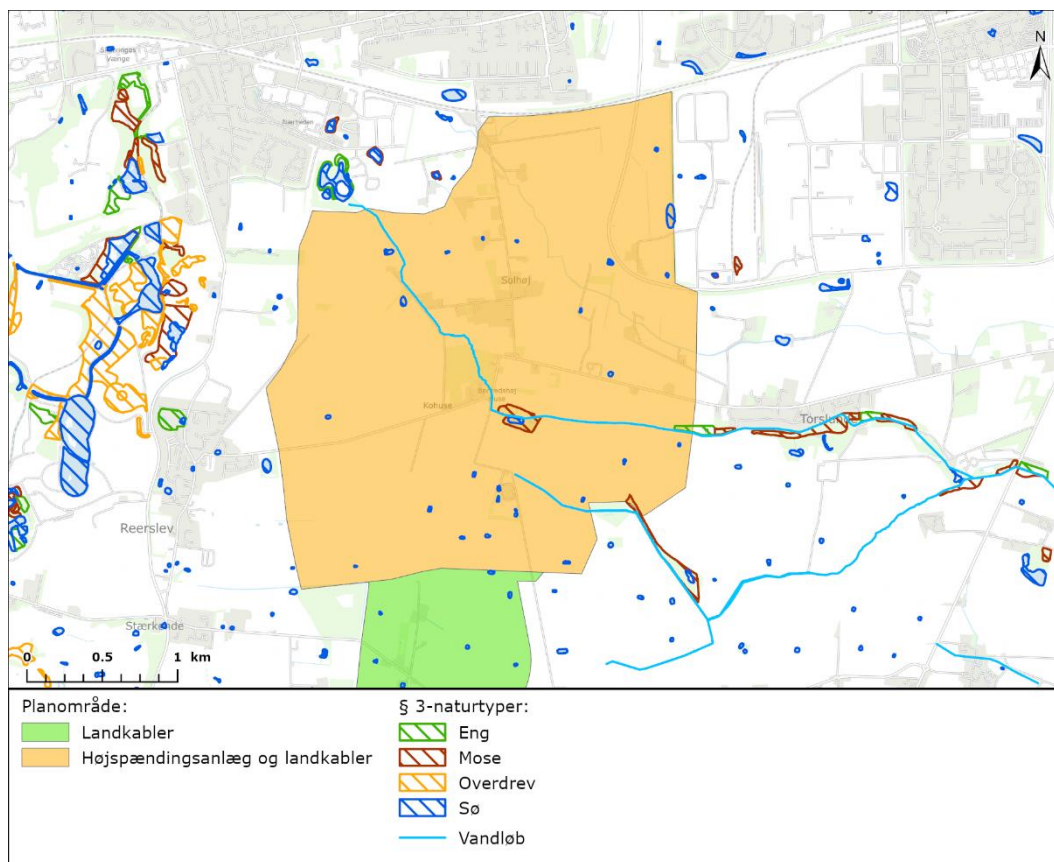 N
Solhøj
Kohuse
Torslunde
Reerslev
Stærkende
0 0.5 1 km
Planområde:
Landkabler
Højspændingsanlæg og landkabler
§ 3-naturtyper:
Eng
Mose
Overdrev
Sø
Vandløb